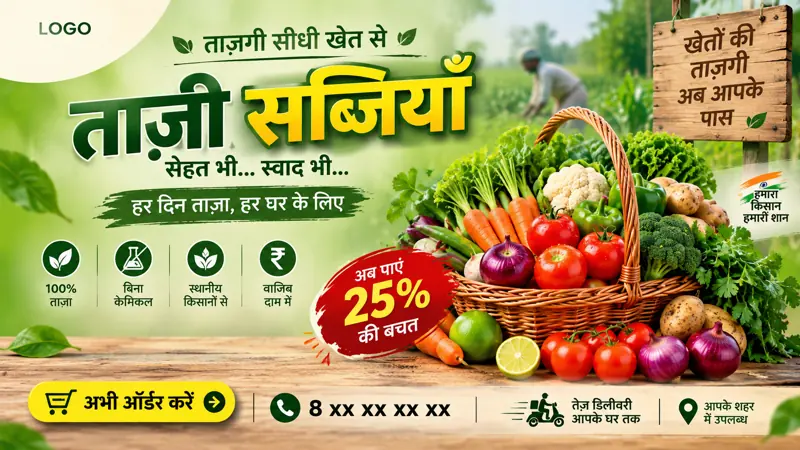 LOGO
ताज़गी सीधी खेत से
ताज़ी सब्जियाँ
सेहत भी... स्वाद भी...
हर दिन ताज़ा, हर घर के लिए
100%
ताज़ा
बिना
केमिकल
स्थानीय
किसानों से
₹
वाजिब
दाम में
अब पाएं
25%
की बचत
खेतों की
ताज़गी
अब आपके
पास
हमारा
किसान
हमारी शान
अभी ऑर्डर करें
8 xx xx xx xx
तेज़ डिलीवरी
आपके घर तक
आपके शहर
में उपलब्ध